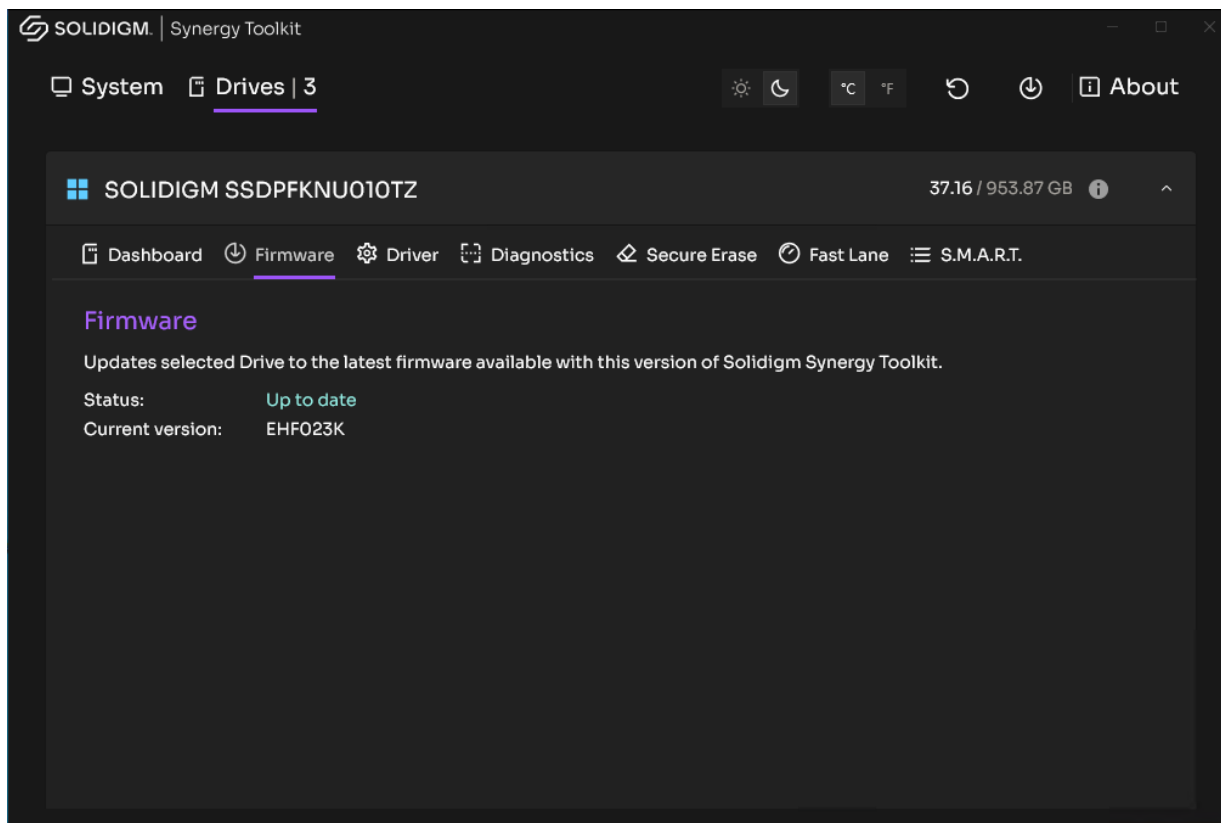 SOLIDIGM. | Synergy Toolkit
System Drives | 3 °C °F About
SOLIDIGM SSDPFKNU010TZ 37.16 / 953.87 GB
Dashboard Firmware Driver Diagnostics Secure Erase Fast Lane S.M.A.R.T.
Firmware
Updates selected Drive to the latest firmware available with this version of Solidigm Synergy Toolkit.
Status: Up to date
Current version: EHF023K